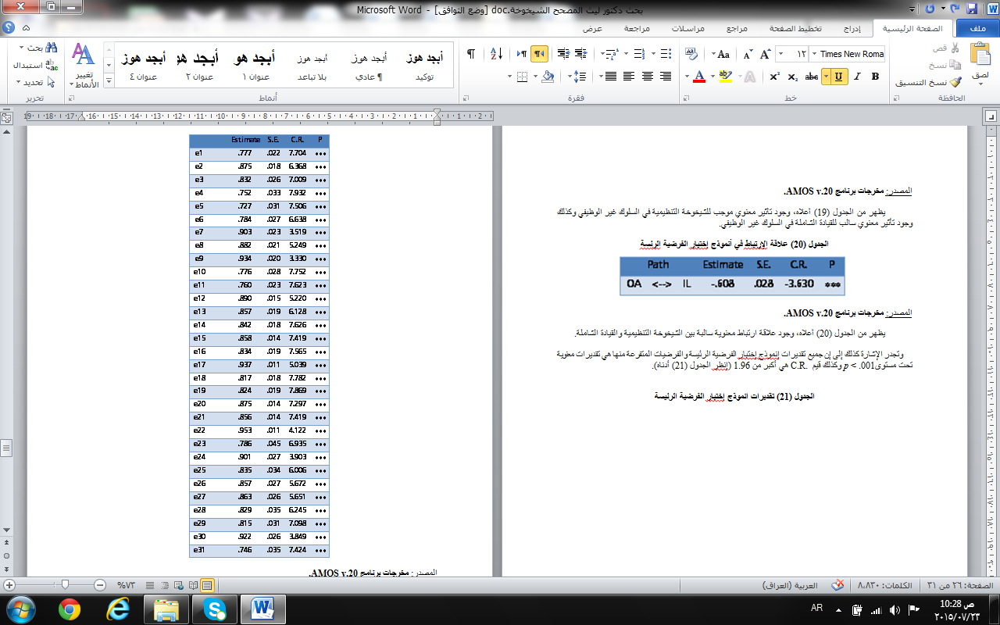 بحث دكتور ليث المصحح الشيخوخة.doc [وضع التوافق] - Microsoft Word
ملف الصفحة الرئيسية إدراج تخطيط الصفحة مراجع مراسلات مراجعة عرض
لصق
قص
نسخ
نسخ التنسيق
الحافظة
Times New Roma ١٢
خط
فقرة
أبجد هوز توكيد
أبجد هوز ¶ عادي
أبجد هوز بلا تباعد
أبجد هو عنوان ١
أبجد هو عنوان ٢
أبجد هوز عنوان ٤
تغيير الأنماط
أنماط
بحث
استبدال
تحديد
تحرير
المصدر: مخرجات برنامج AMOS v.20.
يظهر من الجدول (19) أعلاه، وجود تأثير معنوي موجب للشيخوخة التنظيمية في السلوك غير الوظيفي وكذلك
وجود تأثير معنوي سالب للقيادة الشاملة في السلوك غير الوظيفي.
الجدول (20) علاقة الإرتباط في أنموذج إختبار الفرضية الرئسة
Path Estimate S.E. C.R. P
OA <--> IL -.608 .028 -3.630 ***
المصدر: مخرجات برنامج AMOS v.20.
يظهر من الجدول (20) أعلاه، وجود علاقة ارتباط معنوية سالبة بين الشيخوخة التنظيمية والقيادة الشاملة.
وتجدر الإشارة كذلك إلى إن جميع تقديرات إنموذج إختبار الفرضية الرئيسة والفرضيات المتفرعة منها هي تقديرات معنوية
تحت مستوى p < .001 وكذلك قيم C.R. هي أكبر من 1.96 (إنظر الجدول (21) أدناه).
الجدول (21) تقديرات انموذج إختبار الفرضية الرئيسة
Estimate S.E. C.R. P
e1 .777 .022 7.704 ***
e2 .875 .018 6.368 ***
e3 .832 .026 7.009 ***
e4 .752 .033 7.932 ***
e5 .727 .031 7.506 ***
e6 .784 .027 6.638 ***
e7 .903 .023 3.519 ***
e8 .882 .021 5.249 ***
e9 .934 .020 3.330 ***
e10 .776 .028 7.752 ***
e11 .760 .023 7.623 ***
e12 .890 .015 5.220 ***
e13 .857 .019 6.128 ***
e14 .842 .018 7.626 ***
e15 .858 .014 7.419 ***
e16 .834 .019 7.565 ***
e17 .937 .011 5.039 ***
e18 .817 .018 7.782 ***
e19 .824 .019 7.869 ***
e20 .875 .014 7.297 ***
e21 .856 .014 7.419 ***
e22 .953 .011 4.122 ***
e23 .786 .045 6.935 ***
e24 .901 .027 3.903 ***
e25 .835 .034 6.006 ***
e26 .857 .027 5.672 ***
e27 .863 .026 5.651 ***
e28 .829 .035 6.245 ***
e29 .815 .031 7.098 ***
e30 .922 .026 3.849 ***
e31 .746 .035 7.424 ***
المصدر: مخرجات برنامج AMOS v.20.
الصفحة: ٢٦ من ٣١ الكلمات: ٨،٨٣٠ العربية (العراق) ٧٣%
AR
10:28 ص
٢٠١٥/٠٧/٢٣